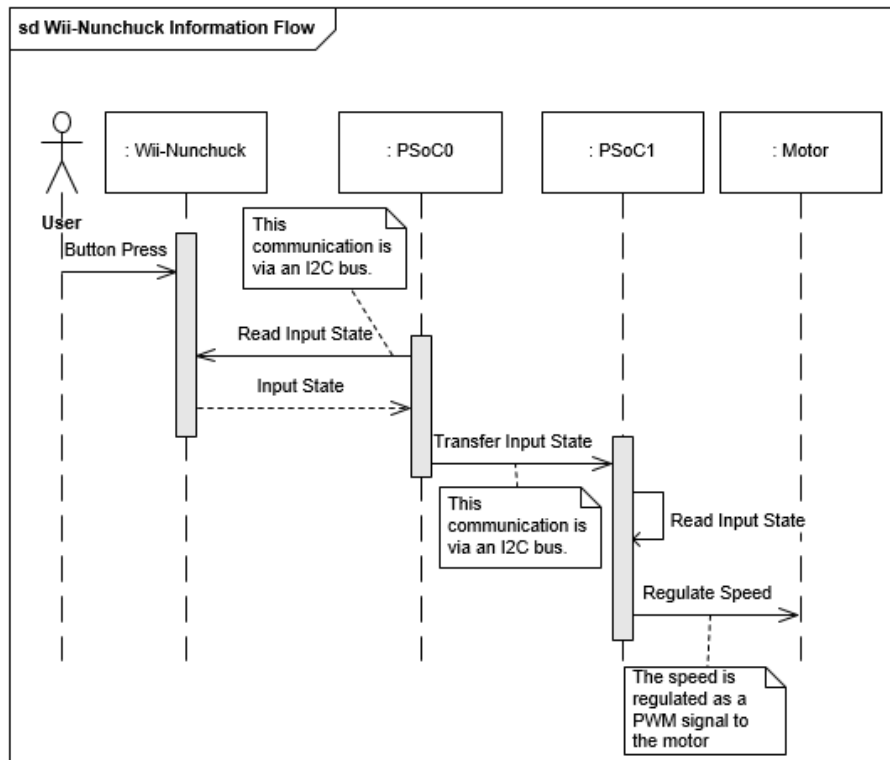 sd Wii-Nunchuck Information Flow
: Wii-Nunchuck
: PSoC0
: PSoC1
: Motor
User
This
communication is
via an I2C bus.
Button Press
Read Input State
Input State
Transfer Input State
This
communication is
via an I2C bus.
Read Input State
Regulate Speed
The speed is
regulated as a
PWM signal to
the motor